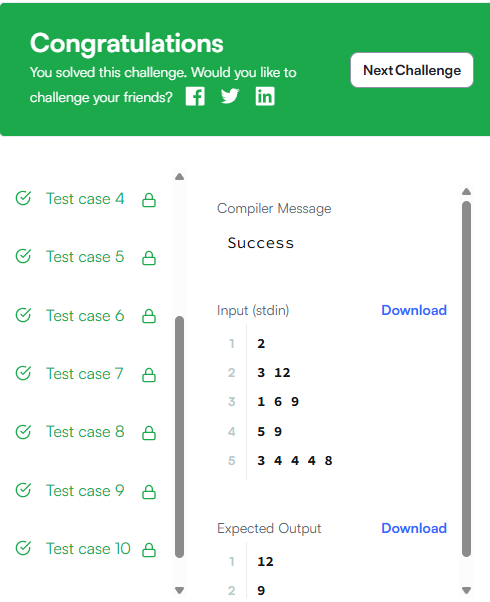 Congratulations
You solved this challenge. Would you like to
challenge your friends?
Next Challenge
Test case 4
Test case 5
Test case 6
Test case 7
Test case 8
Test case 9
Test case 10
Compiler Message
Success
Input (stdin)
Download
1 2
2 3 12
3 1 6 9
4 5 9
5 3 4 4 4 8
Expected Output
Download
1 12
2 9